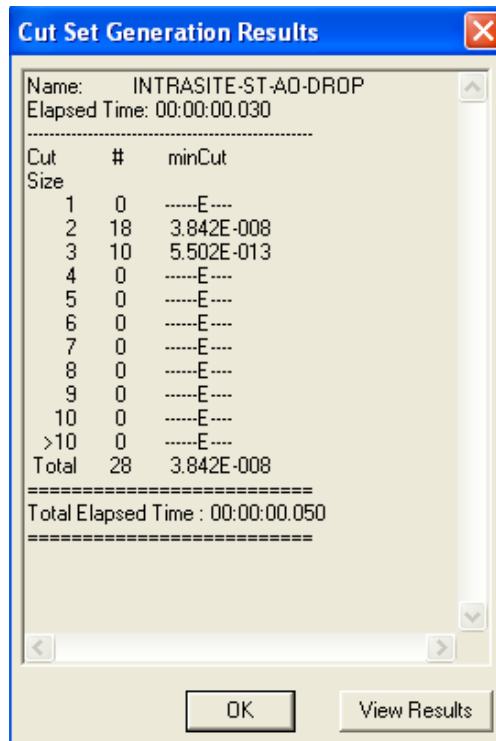 Cut Set Generation Results
Name: INTRASITE-ST-AO-DROP
Elapsed Time: 00:00:00.030
------------------------------------------------
Cut # minCut
Size
1 0 ------E----
2 18 3.842E-008
3 10 5.502E-013
4 0 ------E----
5 0 ------E----
6 0 ------E----
7 0 ------E----
8 0 ------E----
9 0 ------E----
10 0 ------E----
>10 0 ------E----
Total 28 3.842E-008
===========================
Total Elapsed Time : 00:00:00.050
===========================
OK View Results